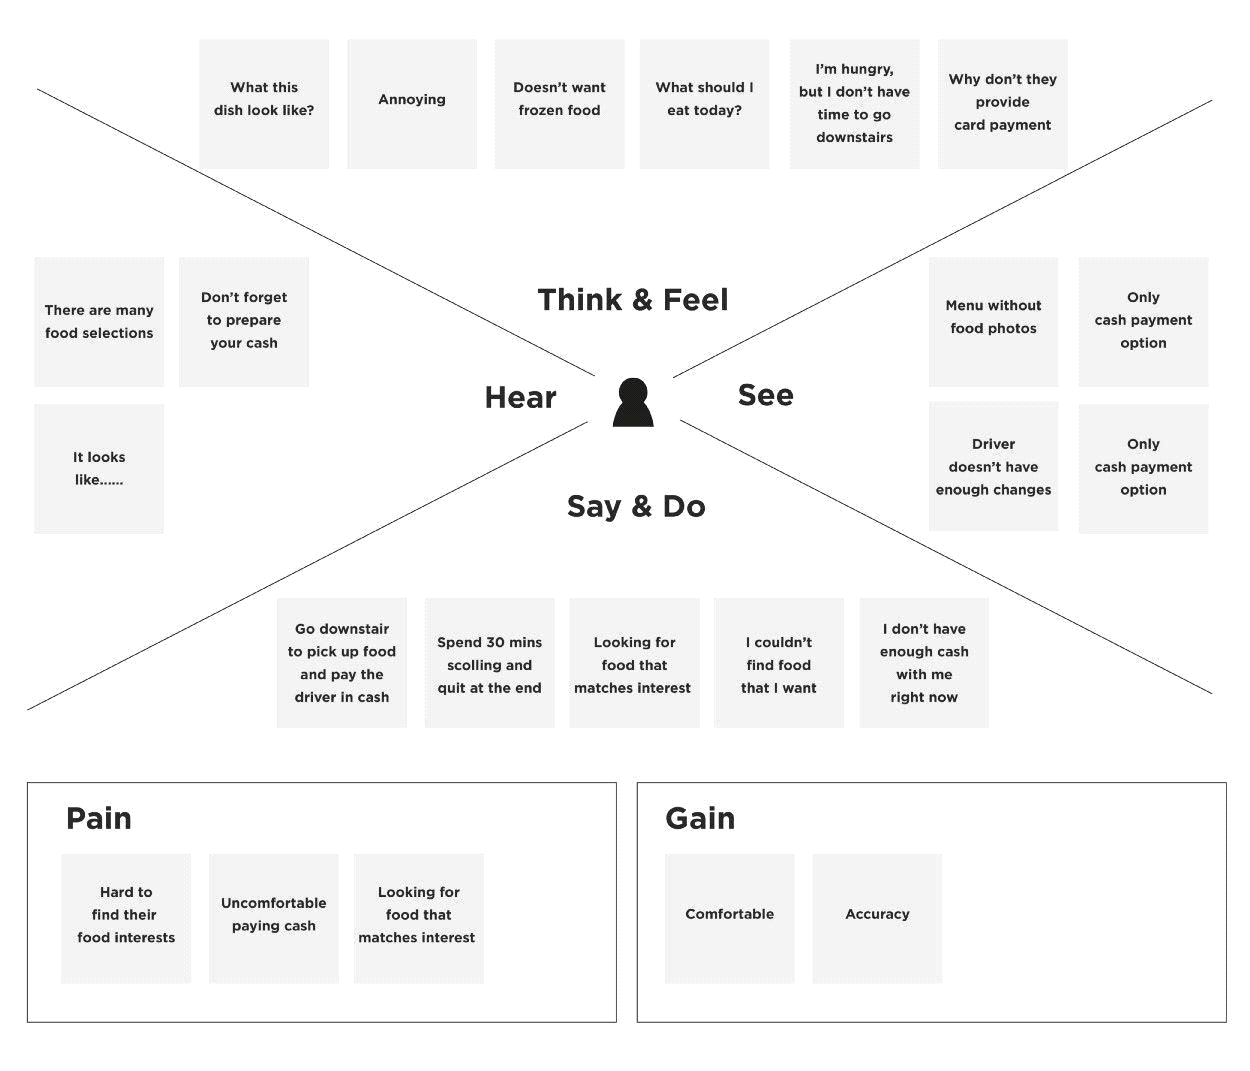 What this
dish look like?
Annoying
Doesn't want
frozen food
What should I
eat today?
I'm hungry,
but I don't have
time to go
downstairs
Why don't they
provide
card payment
Think & Feel
There are many
food selections
Don't forget
to prepare
your cash
It looks
like......
Hear
See
Menu without
food photos
Only
cash payment
option
Driver
doesn't have
enough changes
Only
cash payment
option
Say & Do
Go downstair
to pick up food
and pay the
driver in cash
Spend 30 mins
scolling and
quit at the end
Looking for
food that
matches interest
I couldn't
find food
that I want
I don't have
enough cash
with me
right now
Pain
Hard to
find their
food interests
Uncomfortable
paying cash
Looking for
food that
matches interest
Gain
Comfortable
Accuracy